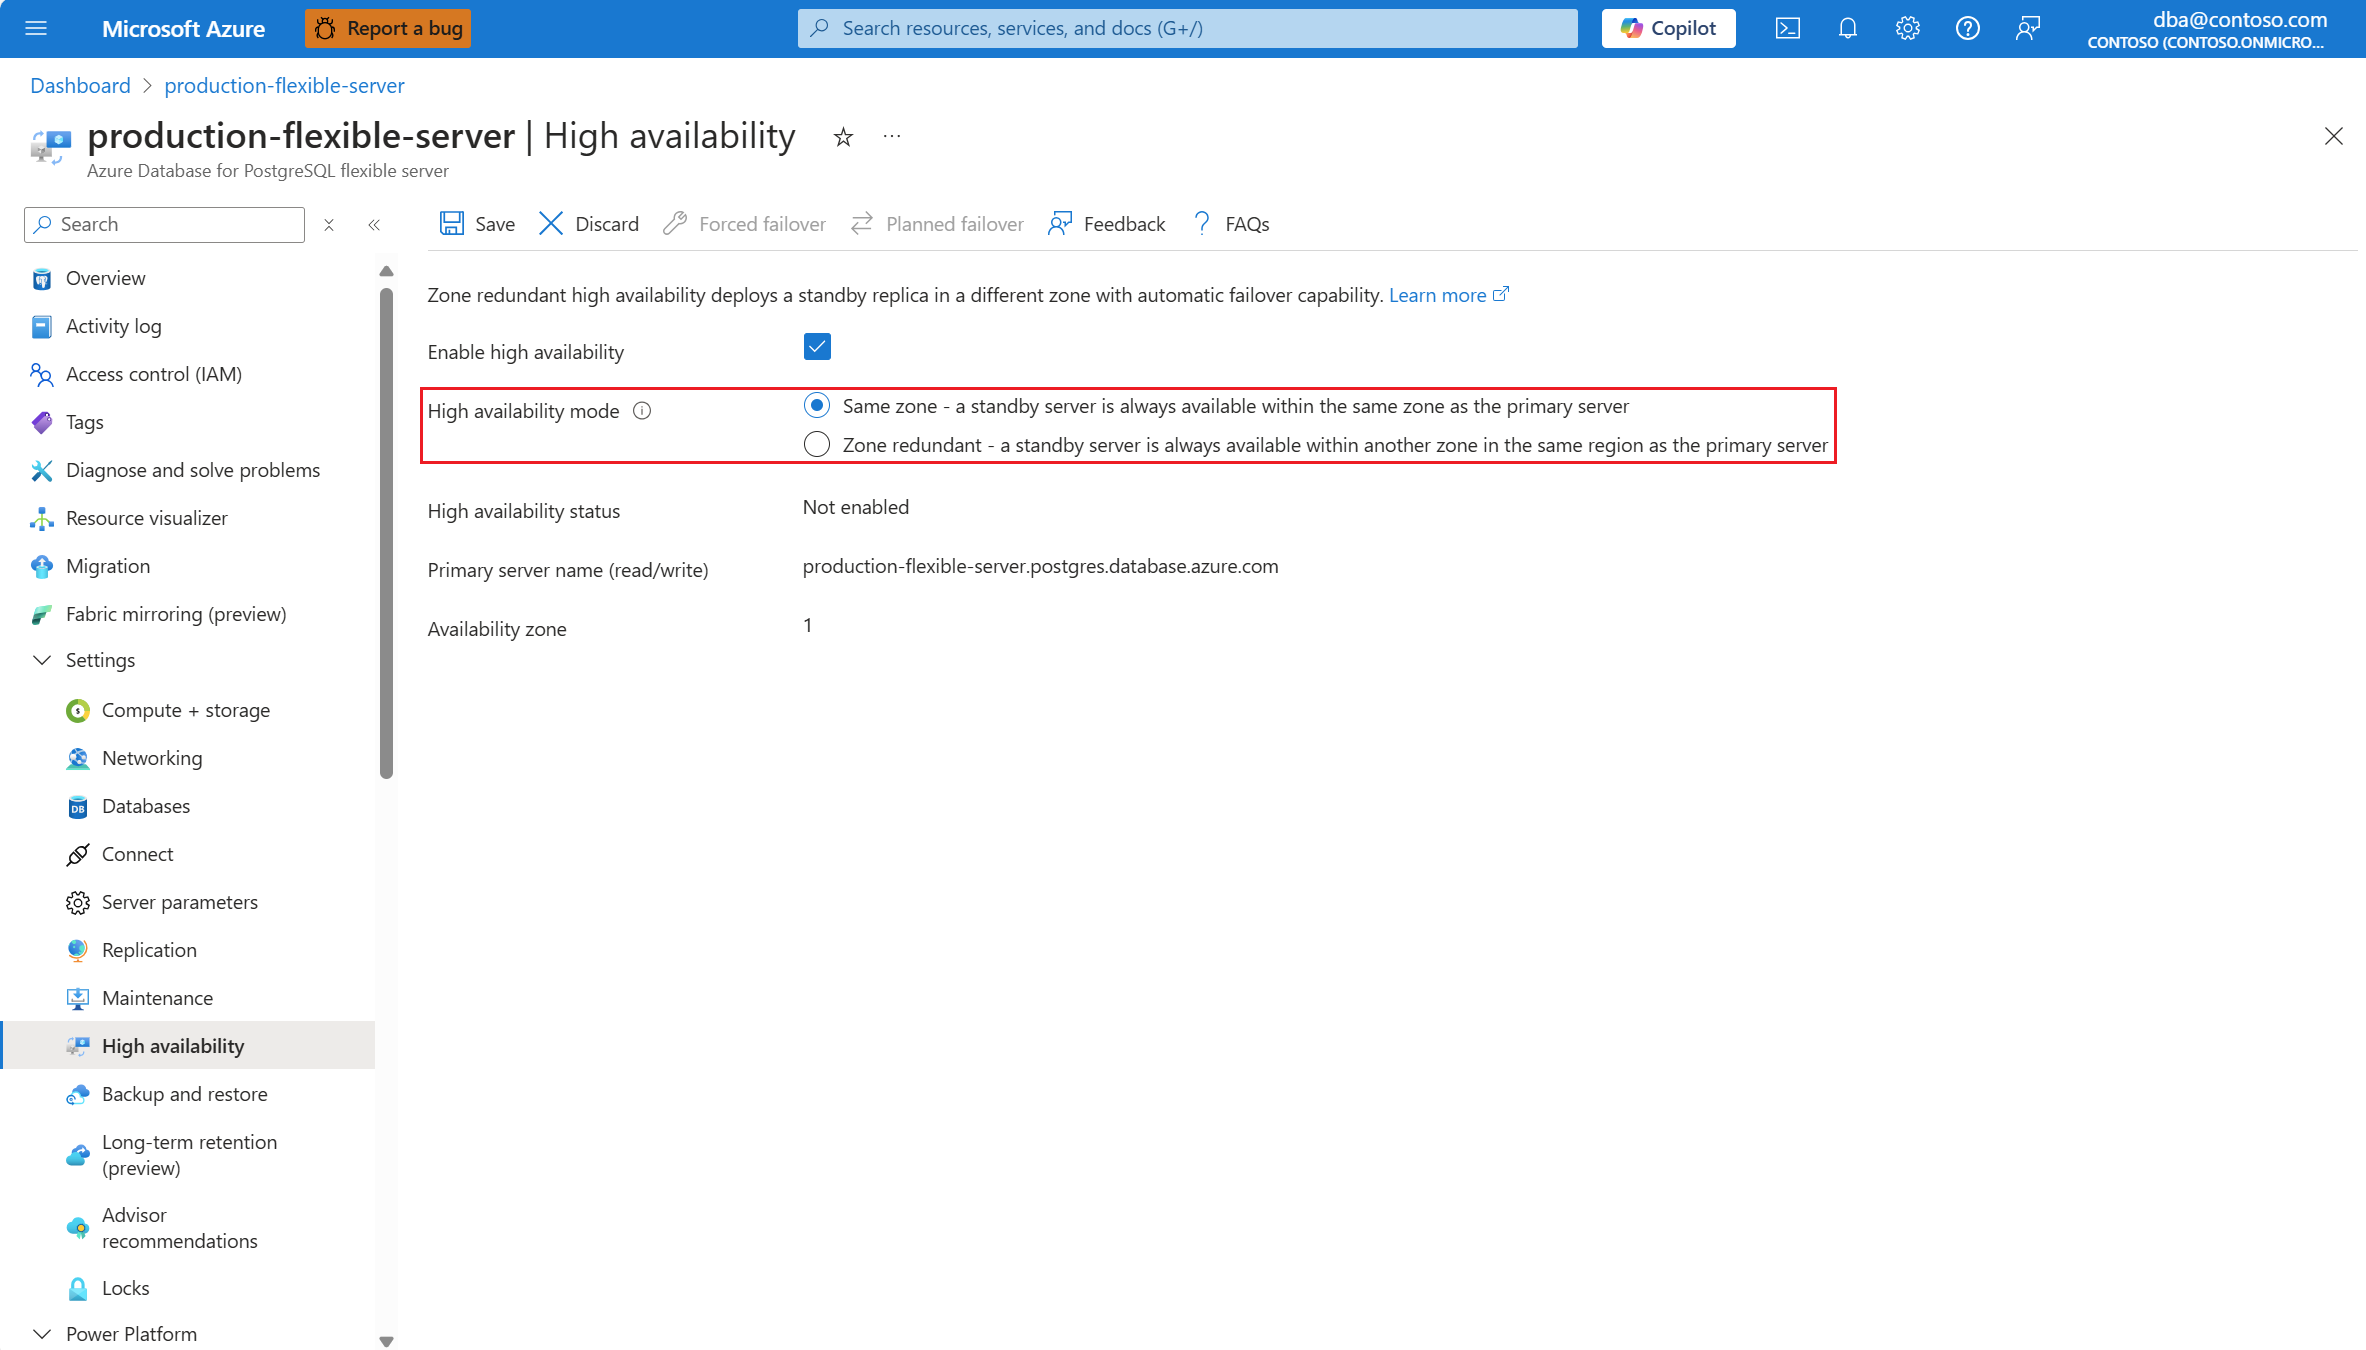 Microsoft Azure
Report a bug
Search resources, services, and docs (G+/)
Copilot
dba@contoso.com
CONTOSO (CONTOSO.ONMICRO...
Dashboard > production-flexible-server
production-flexible-server | High availability
Azure Database for PostgreSQL flexible server
Search
Save
Discard
Forced failover
Planned failover
Feedback
FAQs
Overview
Activity log
Access control (IAM)
Tags
Diagnose and solve problems
Resource visualizer
Migration
Fabric mirroring (preview)
Settings
Compute + storage
Networking
Databases
Connect
Server parameters
Replication
Maintenance
High availability
Backup and restore
Long-term retention
(preview)
Advisor
recommendations
Locks
Power Platform
Zone redundant high availability deploys a standby replica in a different zone with automatic failover capability. Learn more
Enable high availability
High availability mode
Same zone - a standby server is always available within the same zone as the primary server
Zone redundant - a standby server is always available within another zone in the same region as the primary server
High availability status
Not enabled
Primary server name (read/write)
production-flexible-server.postgres.database.azure.com
Availability zone
1